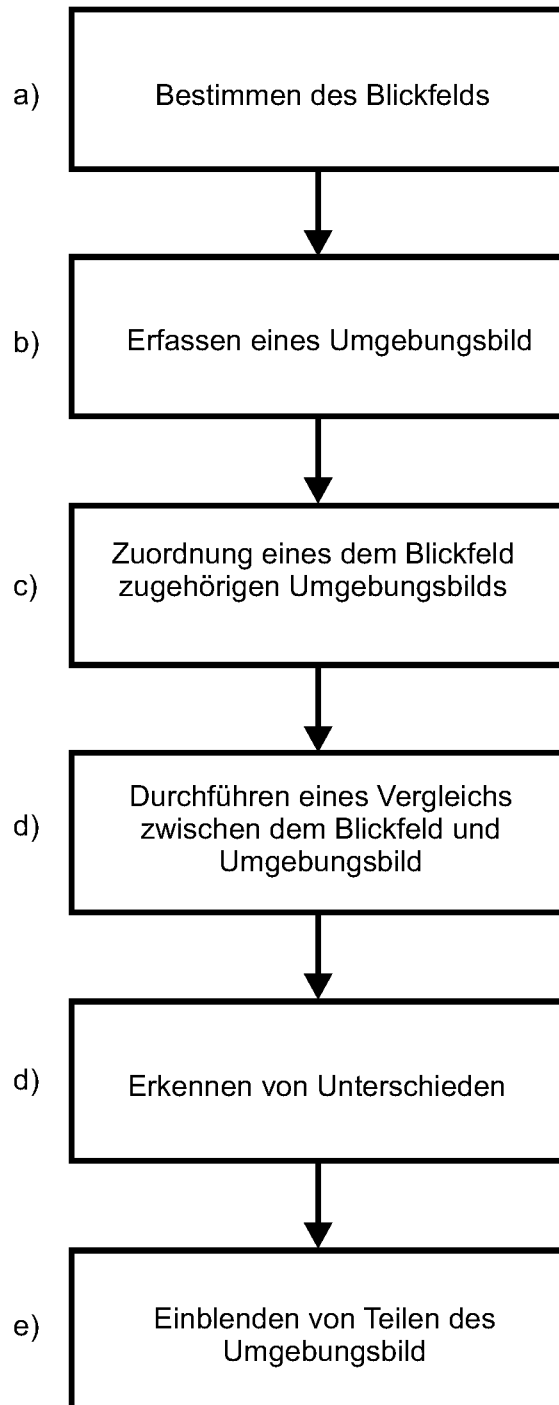 a)
Bestimmen des Blickfelds
b)
Erfassen eines Umgebungsbild
c)
Zuordnung eines dem Blickfeld
zugehörigen Umgebungsbilds
d)
Durchführen eines Vergleichs
zwischen dem Blickfeld und
Umgebungsbild
d)
Erkennen von Unterschieden
e)
Einblenden von Teilen des
Umgebungsbild